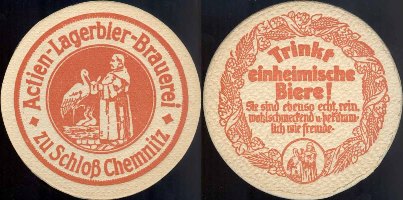 Actien-Lagerbier-Brauerei
zu Schloß Chemnitz
Trinkt
einheimische
Biere!
Sie sind ebenso echt, rein,
wohlschmeckend u. bekömm-
lich wie fremde.